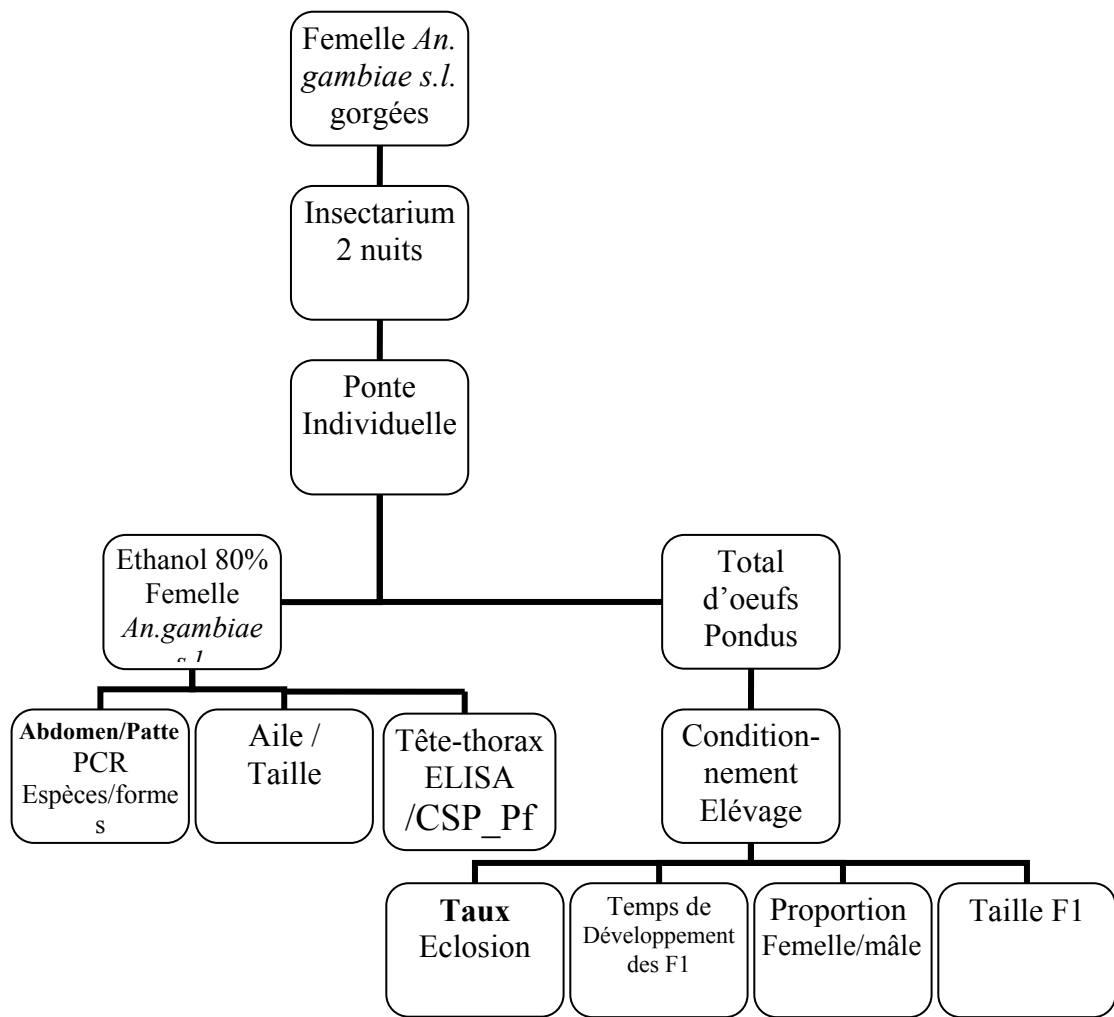 Femelle An.
gambiae s.l.
gorgées
Insectarium
2 nuits
Ponte
Individuelle
Ethanol 80%
Femelle
An.gambiae
s.l
Total
d’oeufs
Pondus
Abdomen/Patte
PCR
Espèces/forme
s
Aile /
Taille
Tête-thorax
ELISA
/CSP_Pf
Condition-
nement
Elévage
Taux
Eclosion
Temps de
Développement
des F1
Proportion
Femelle/mâle
Taille F1